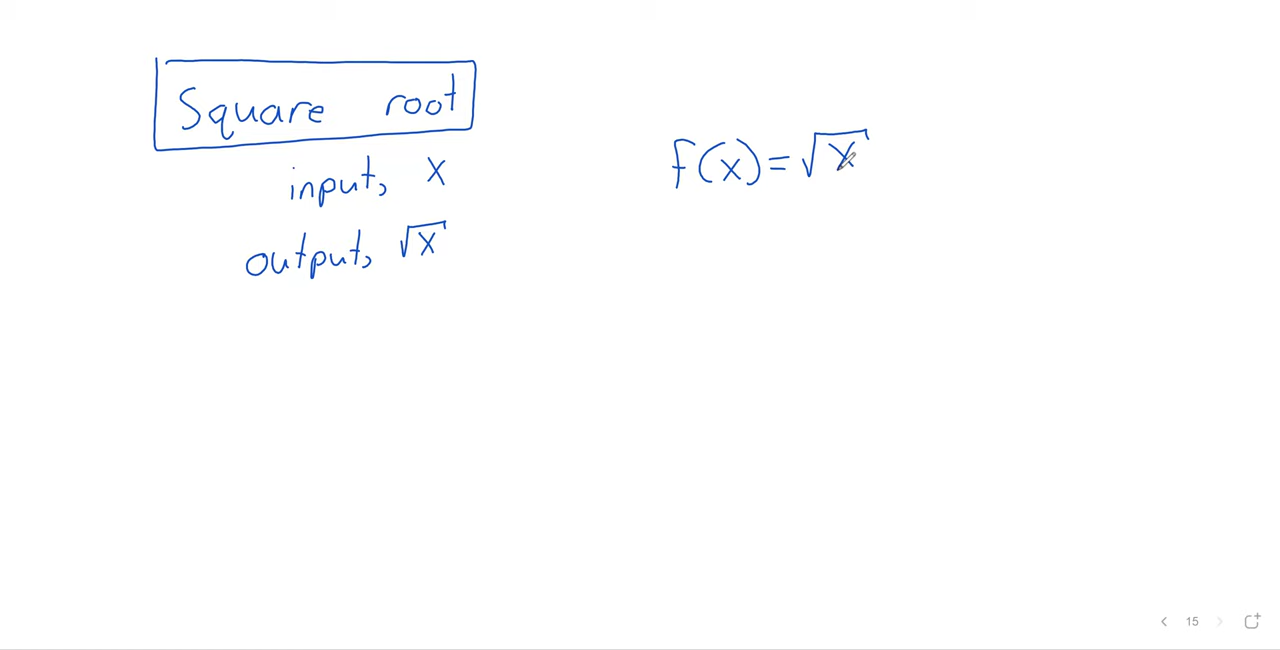 Square root
input, x
output, √x
f(x) = √x
15